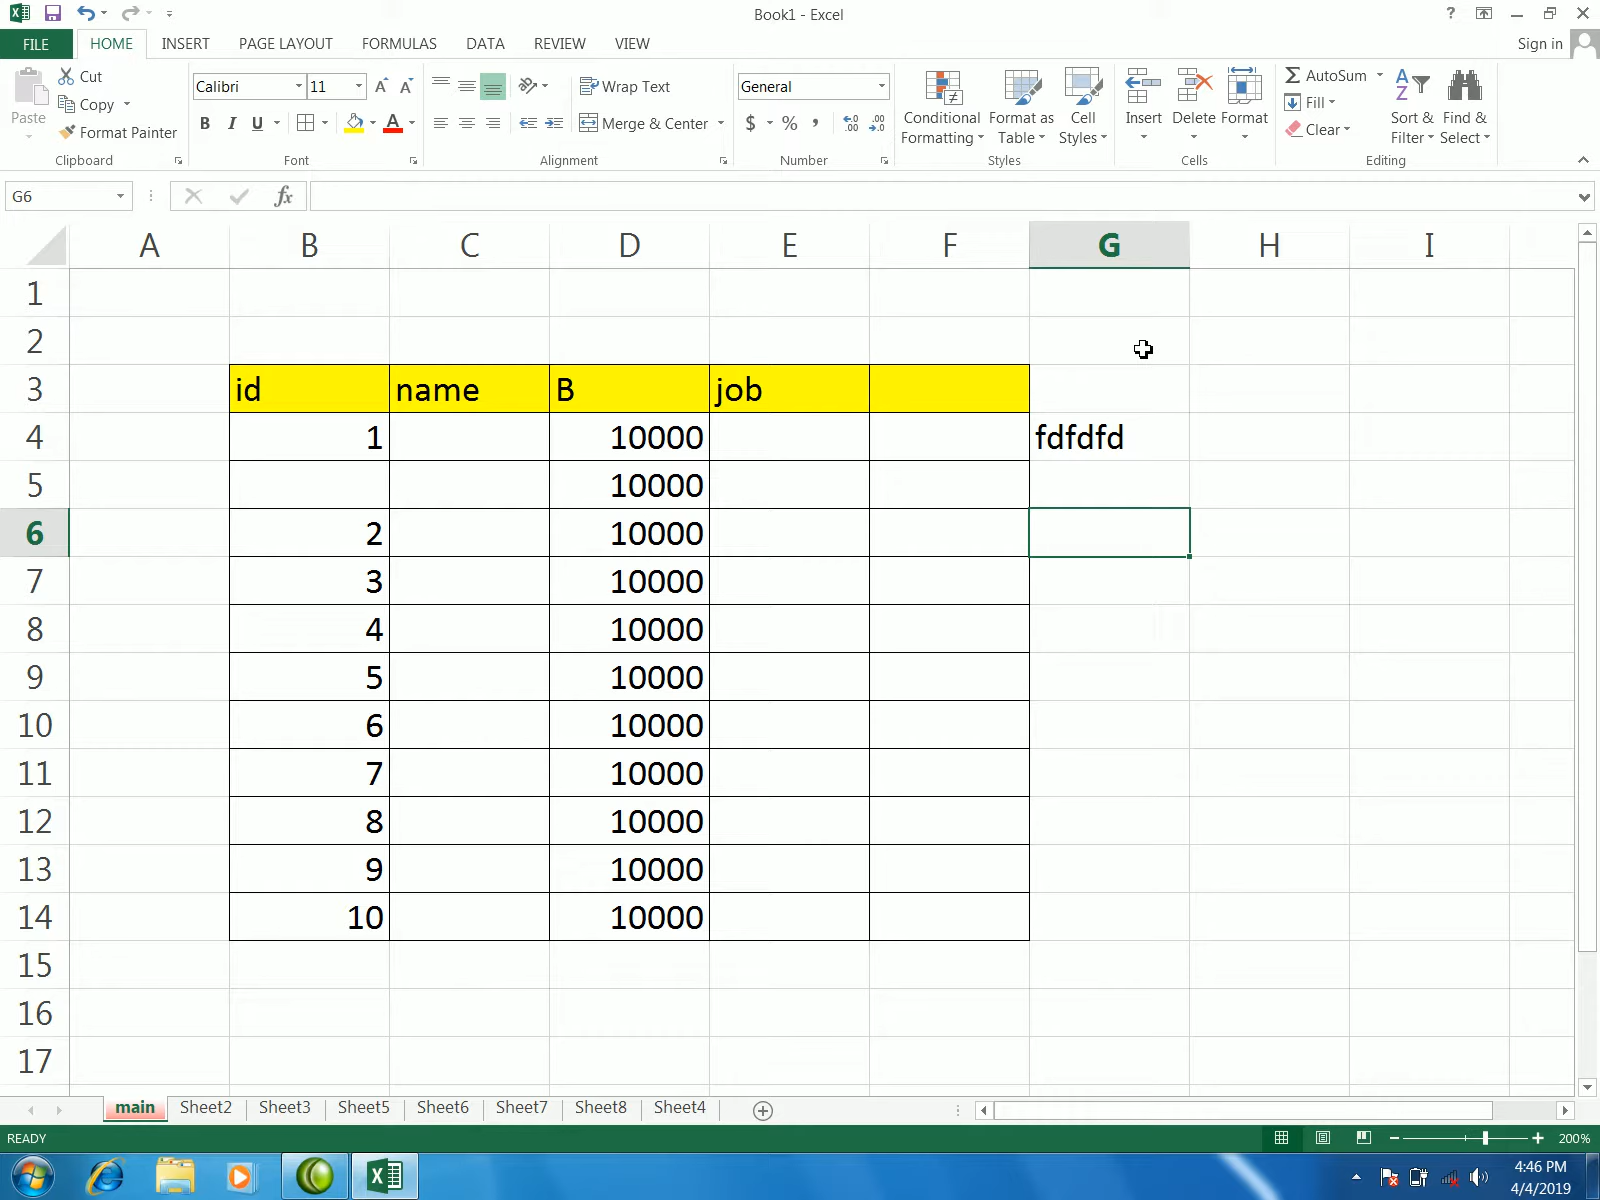 Book1 - Excel
?
FILE HOME INSERT PAGE LAYOUT FORMULAS DATA REVIEW VIEW Sign in
Paste Cut
Copy
Format Painter
Clipboard
Calibri 11 A A
B I U A
Font
Wrap Text
Merge & Center
Alignment
General
$ % , .00 .0
Number
Conditional Formatting
Format as Table
Cell Styles
Styles
Insert Delete Format
Cells
AutoSum
Fill
Clear
Sort & Filter
Find & Select
Editing
G6 fx
A B C D E F G H I
1
2
3 id name B job
4 1 10000 fdfdfd
5 10000
6 2 10000
7 3 10000
8 4 10000
9 5 10000
10 6 10000
11 7 10000
12 8 10000
13 9 10000
14 10 10000
15
16
17
main Sheet2 Sheet3 Sheet5 Sheet6 Sheet7 Sheet8 Sheet4
READY 200%
4:46 PM
4/4/2019